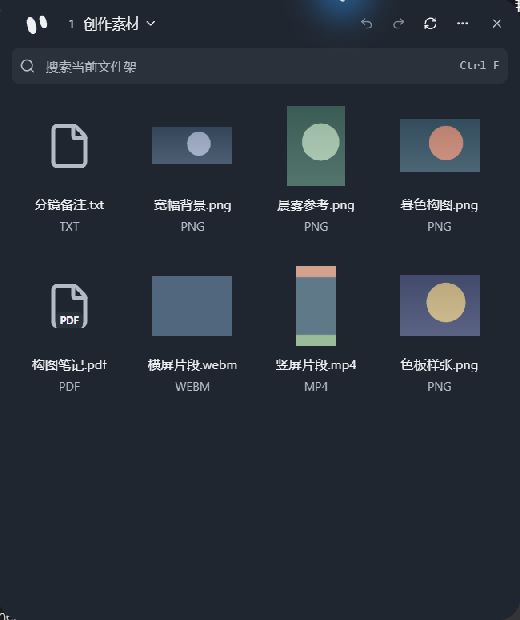 1 创作素材
搜索当前文件架 Ctrl F
分镜备注.txt 宽幅背景.png 晨雾参考.png 暮色构图.png
TXT PNG PNG PNG
PDF
构图笔记.pdf 横屏片段.webm 竖屏片段.mp4 色板样张.png
PDF WEBM MP4 PNG